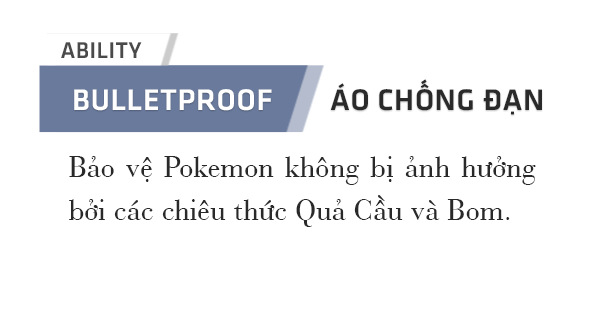 ABILITY
BULLETPROOF ÁO CHỐNG ĐẠN
Bảo vệ Pokemon không bị ảnh hưởng
bởi các chiêu thức Quả Cầu và Bom.